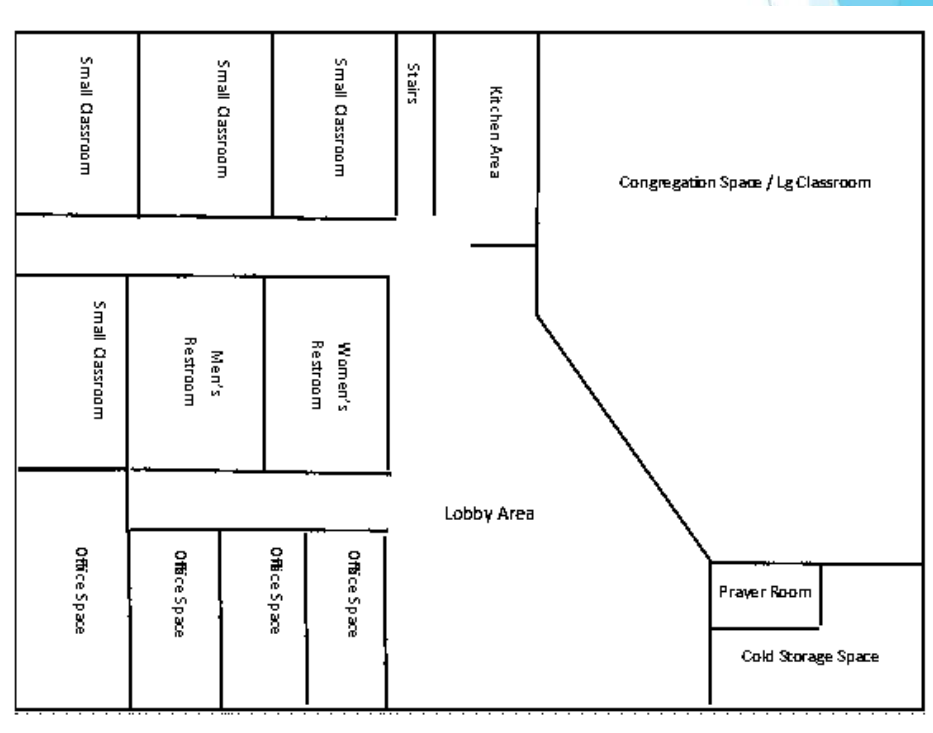 Small Classroom
Small Classroom
Small Classroom
Stairs
Kitchen Area
Congregation Space / Lg Classroom
Small Classroom
Men's
Restroom
Women's
Restroom
Lobby Area
Office Space
Office Space
Office Space
Office Space
Prayer Room
Cold Storage Space